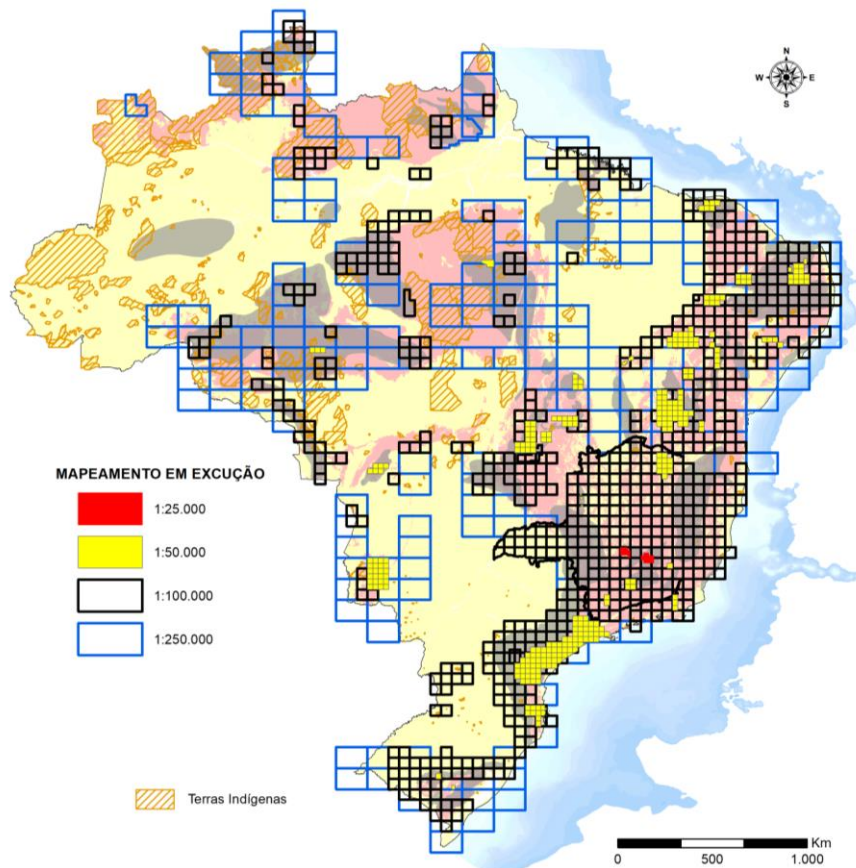 N
W E
S
MAPEAMENTO EM EXCUÇÃO
1:25.000
1:50.000
1:100.000
1:250.000
Terras Indígenas
Km
0 500 1.000